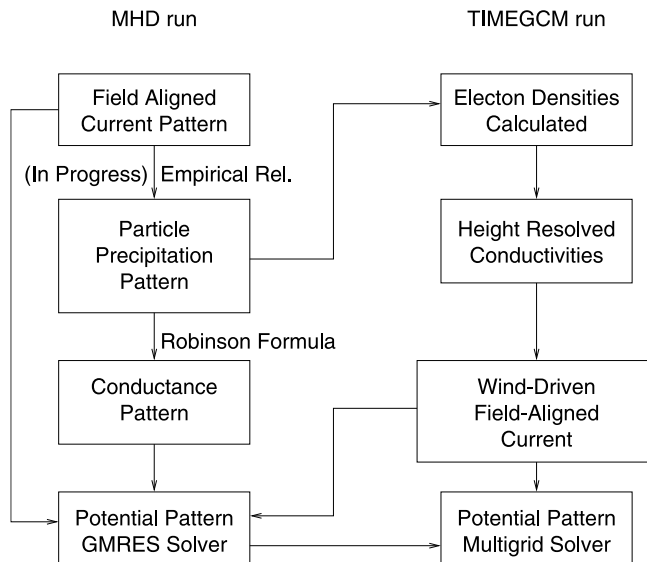 MHD run
TIMEGCM run
Field Aligned
Current Pattern
Electon Densities
Calculated
(In Progress)
Empirical Rel.
Particle
Precipitation
Pattern
Height Resolved
Conductivities
Robinson Formula
Conductance
Pattern
Wind-Driven
Field-Aligned
Current
Potential Pattern
GMRES Solver
Potential Pattern
Multigrid Solver